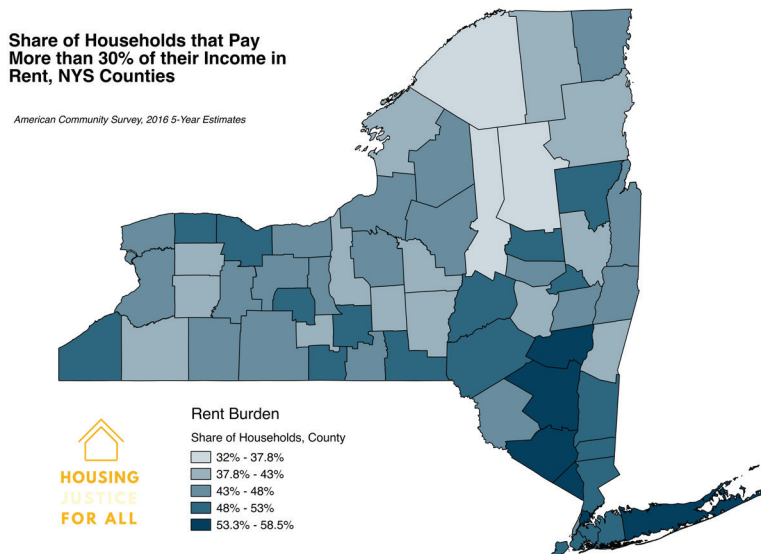 Share of Households that Pay
More than 30% of their Income in
Rent, NYS Counties
American Community Survey, 2016 5-Year Estimates
HOUSING
JUSTICE
FOR ALL
Rent Burden
Share of Households, County
32% - 37.8%
37.8% - 43%
43% - 48%
48% - 53%
53.3% - 58.5%